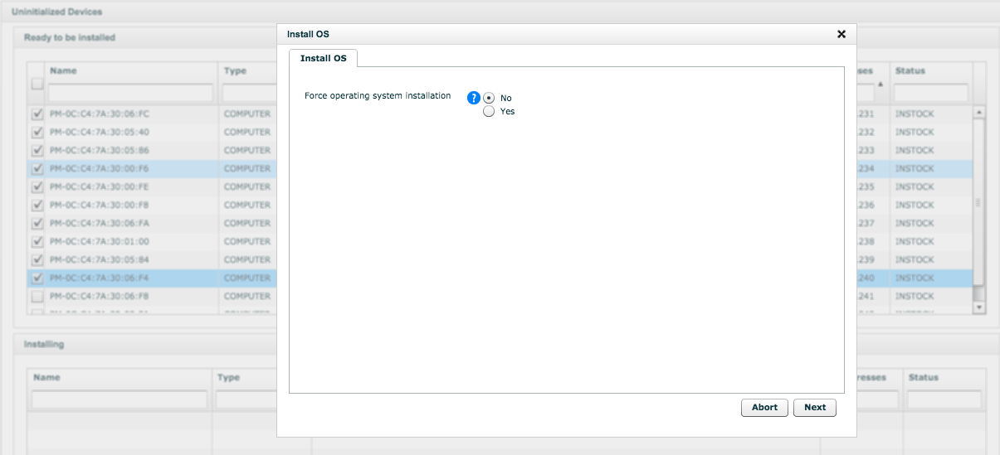 Uninitialized Devices
Ready to be installed
Name Type Status
PM-0C:C4:7A:30:06:FC COMPUTER .231 INSTOCK
PM-0C:C4:7A:30:05:40 COMPUTER .232 INSTOCK
PM-0C:C4:7A:30:05:86 COMPUTER .233 INSTOCK
PM-0C:C4:7A:30:00:F6 COMPUTER .234 INSTOCK
PM-0C:C4:7A:30:00:FE COMPUTER .235 INSTOCK
PM-0C:C4:7A:30:00:F8 COMPUTER .236 INSTOCK
PM-0C:C4:7A:30:06:FA COMPUTER .237 INSTOCK
PM-0C:C4:7A:30:01:00 COMPUTER .238 INSTOCK
PM-0C:C4:7A:30:05:84 COMPUTER .239 INSTOCK
PM-0C:C4:7A:30:06:F4 COMPUTER .240 INSTOCK
PM-0C:C4:7A:30:06:F8 COMPUTER .241 INSTOCK
Installing
Name Type resses Status
Install OS
Install OS
Force operating system installation ? No
Yes
Abort Next